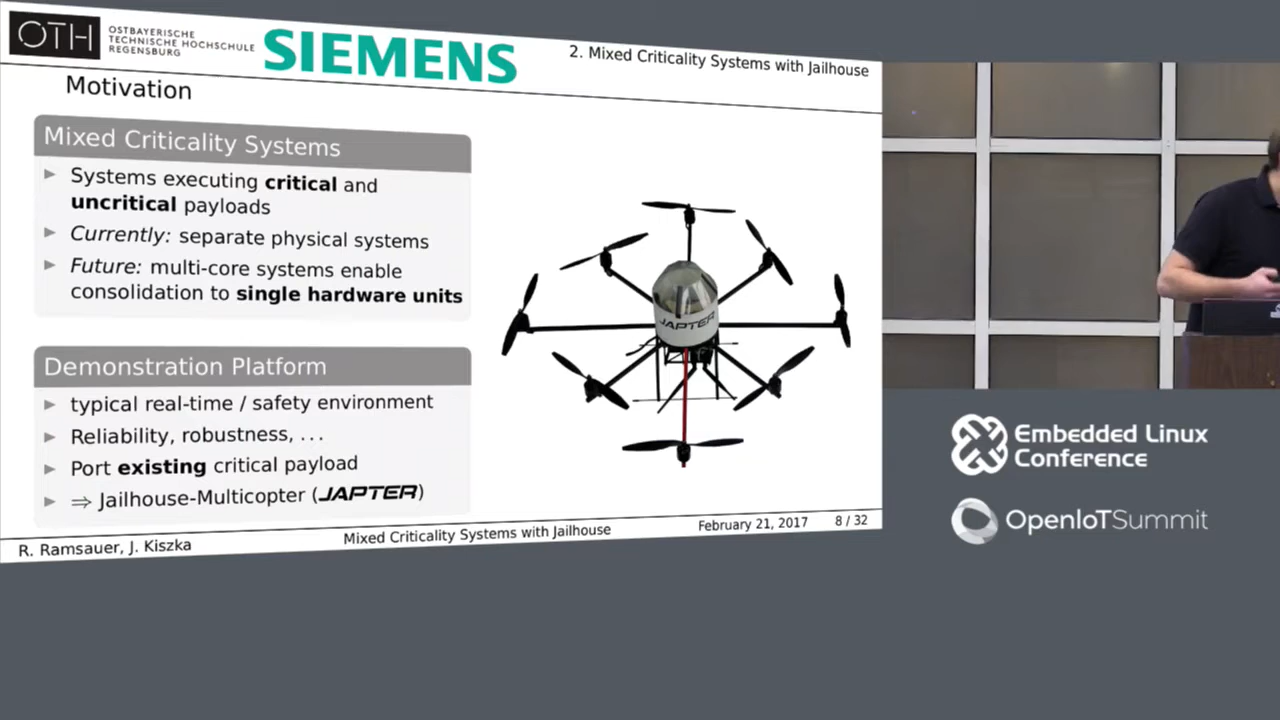 OTH
OSTBAYERISCHE
TECHNISCHE HOCHSCHULE
REGENSBURG
SIEMENS
2. Mixed Criticality Systems with Jailhouse
Motivation
Mixed Criticality Systems
Systems executing critical and
uncritical payloads
Currently: separate physical systems
Future: multi-core systems enable
consolidation to single hardware units
Demonstration Platform
typical real-time / safety environment
Reliability, robustness, ...
Port existing critical payload
⇒ Jailhouse-Multicopter (JAPTER)
JAPTER
R. Ramsauer, J. Kiszka
Mixed Criticality Systems with Jailhouse
February 21, 2017
8 / 32
Embedded Linux
Conference
OpenIoTSummit